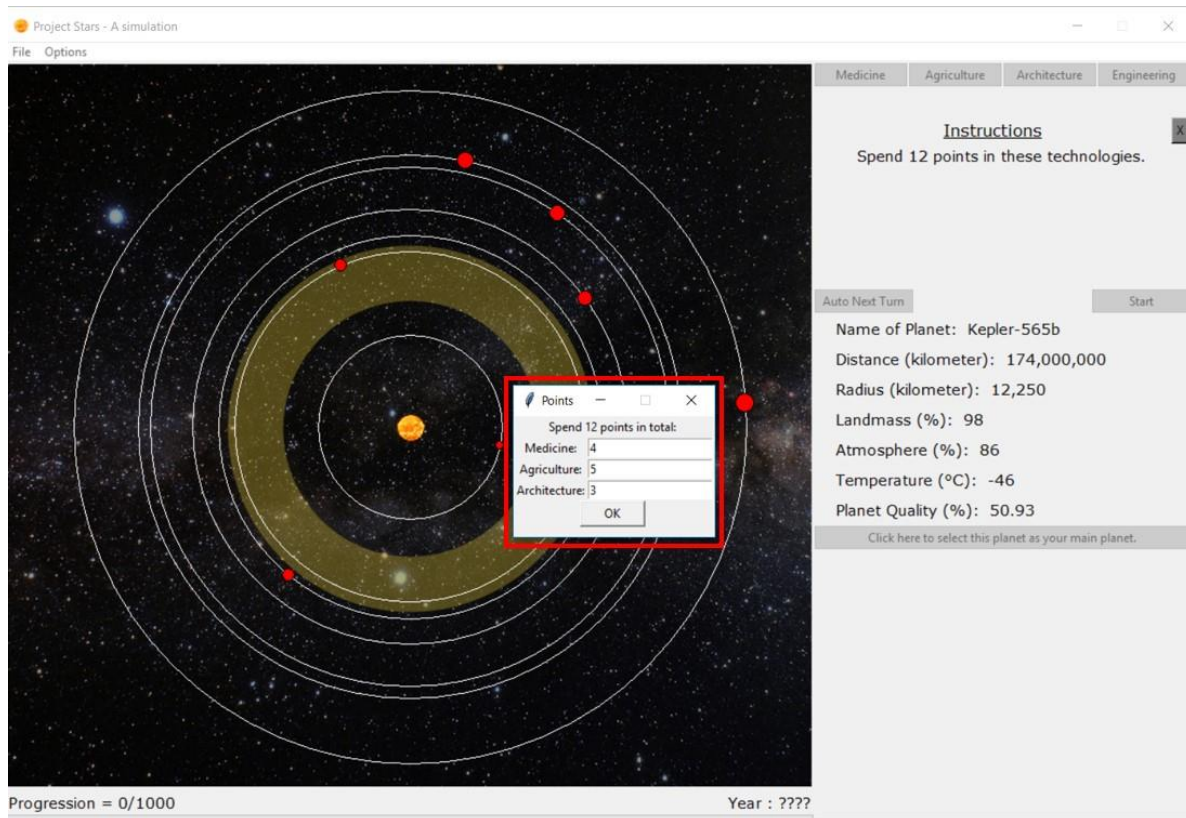 Project Stars - A simulation
File Options
Medicine Agriculture Architecture Engineering
Instructions
X
Spend 12 points in these technologies.
Auto Next Turn Start
Name of Planet: Kepler-565b
Distance (kilometer): 174,000,000
Radius (kilometer): 12,250
Landmass (%): 98
Atmosphere (%): 86
Temperature (°C): -46
Planet Quality (%): 50.93
Click here to select this planet as your main planet.
Points
Spend 12 points in total:
Medicine: 4
Agriculture: 5
Architecture: 3
OK
Progression = 0/1000 Year : ????